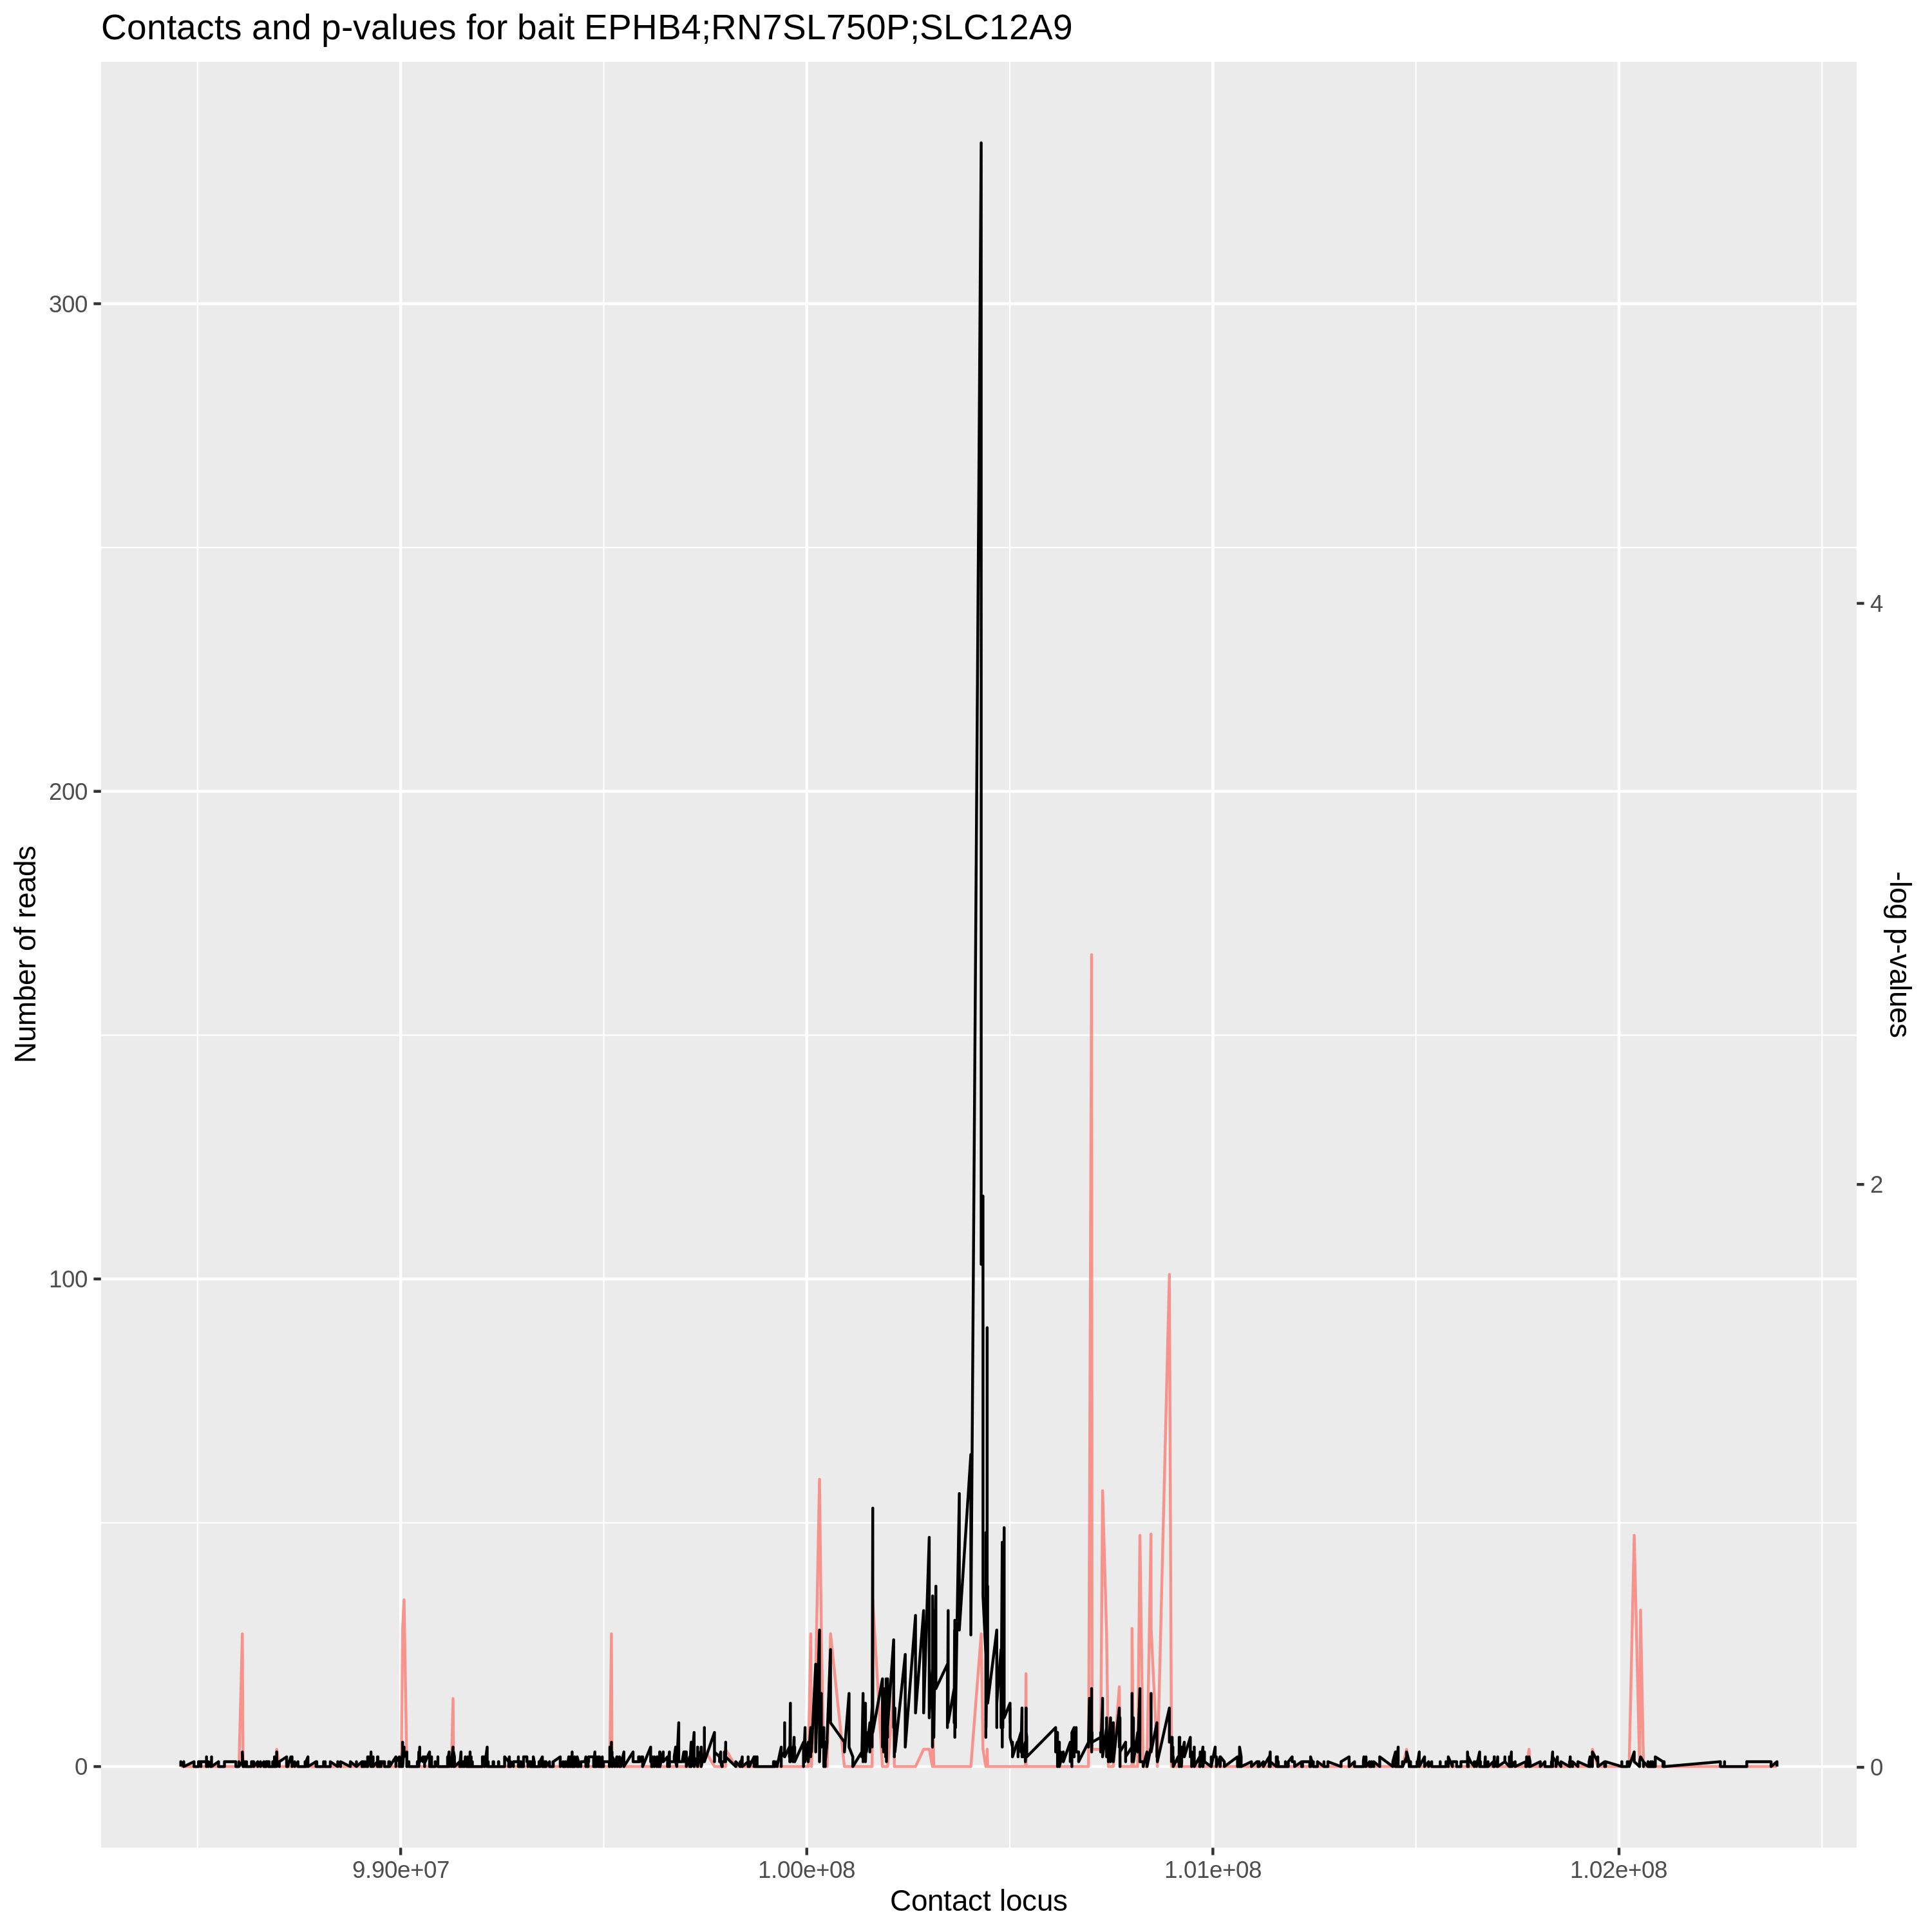 Contacts and p-values for bait EPHB4;RN7SL750P;SLC12A9
300
200
100
0
Number of reads
4
2
0
-log p-values
9.90e+07
1.00e+08
1.01e+08
1.02e+08
Contact locus